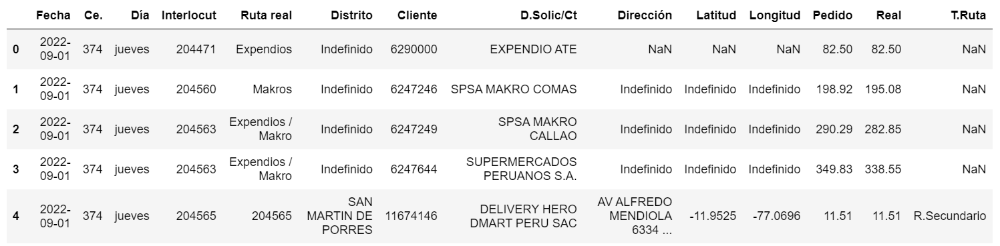 Fecha Ce. Día Interlocut Ruta real Distrito Cliente D.Solic/Ct Dirección Latitud Longitud Pedido Real T.Ruta
0 2022-09-01 374 jueves 204471 Expendios Indefinido 6290000 EXPENDIO ATE NaN NaN NaN 82.50 82.50 NaN
1 2022-09-01 374 jueves 204560 Makros Indefinido 6247246 SPSA MAKRO COMAS Indefinido Indefinido Indefinido 198.92 195.08 NaN
2 2022-09-01 374 jueves 204563 Expendios / Makro Indefinido 6247249 SPSA MAKRO CALLAO Indefinido Indefinido Indefinido 290.29 282.85 NaN
3 2022-09-01 374 jueves 204563 Expendios / Makro Indefinido 6247644 SUPERMERCADOS PERUANOS S.A. Indefinido Indefinido Indefinido 349.83 338.55 NaN
4 2022-09-01 374 jueves 204565 204565 SAN MARTIN DE PORRES 11674146 DELIVERY HERO DMART PERU SAC AV ALFREDO MENDIOLA 6334 ... -11.9525 -77.0696 11.51 11.51 R.Secundario